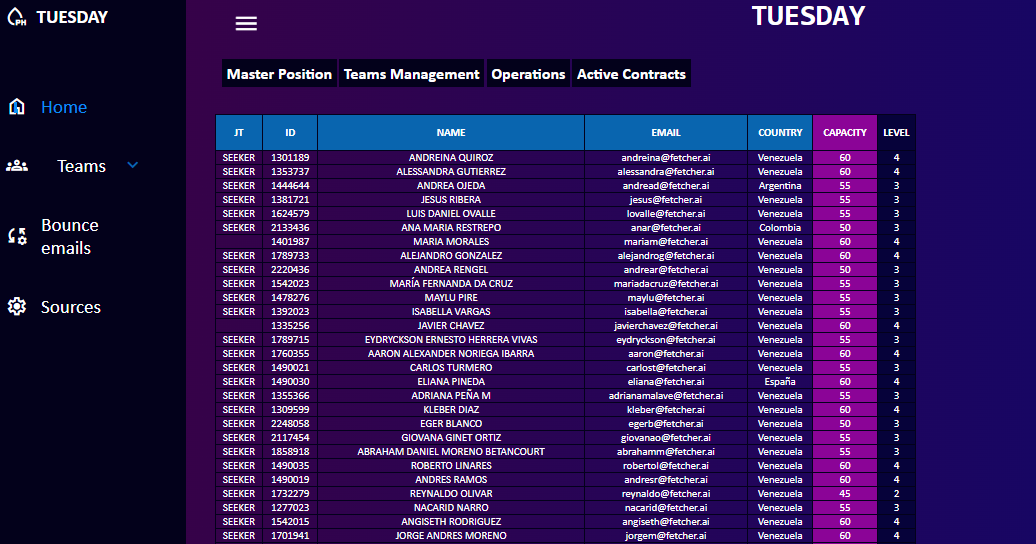 PH TUESDAY
TUESDAY
Home
Teams
Bounce
emails
Sources
Master Position Teams Management Operations Active Contracts
JT ID NAME EMAIL COUNTRY CAPACITY LEVEL
SEEKER 1301189 ANDREINA QUIROZ andreina@fetcher.ai Venezuela 60 4
SEEKER 1353737 ALESSANDRA GUTIERREZ alessandra@fetcher.ai Venezuela 60 4
SEEKER 1444644 ANDREA OJEDA andread@fetcher.ai Argentina 55 3
SEEKER 1381721 JESUS RIBERA jesus@fetcher.ai Venezuela 55 3
SEEKER 1624579 LUIS DANIEL OVALLE lovalle@fetcher.ai Venezuela 55 3
SEEKER 2133436 ANA MARIA RESTREPO anar@fetcher.ai Colombia 50 3
1401987 MARIA MORALES mariam@fetcher.ai Venezuela 60 4
SEEKER 1789733 ALEJANDRO GONZALEZ alejandrog@fetcher.ai Venezuela 60 4
SEEKER 2220436 ANDREA RENGEL andrear@fetcher.ai Venezuela 50 3
SEEKER 1542023 MARÍA FERNANDA DA CRUZ mariadacruz@fetcher.ai Venezuela 55 3
SEEKER 1478276 MAYLU PIRE maylu@fetcher.ai Venezuela 55 3
SEEKER 1392023 ISABELLA VARGAS isabella@fetcher.ai Venezuela 55 3
1335256 JAVIER CHAVEZ javierchavez@fetcher.ai Venezuela 60 4
SEEKER 1789715 EYDRYCKSON ERNESTO HERRERA VIVAS eydryckson@fetcher.ai Venezuela 55 3
SEEKER 1760355 AARON ALEXANDER NORIEGA IBARRA aaron@fetcher.ai Venezuela 60 4
SEEKER 1490021 CARLOS TURMERO carlost@fetcher.ai Venezuela 55 3
SEEKER 1490030 ELIANA PINEDA eliana@fetcher.ai España 60 4
SEEKER 1355366 ADRIANA PEÑA M adrianamalave@fetcher.ai Venezuela 55 3
SEEKER 1309599 KLEBER DIAZ kleber@fetcher.ai Venezuela 60 4
SEEKER 2248058 EGER BLANCO egerb@fetcher.ai Venezuela 50 3
SEEKER 2117454 GIOVANA GINET ORTIZ giovanao@fetcher.ai Venezuela 55 3
SEEKER 1858918 ABRAHAM DANIEL MORENO BETANCOURT abrahamm@fetcher.ai Venezuela 55 3
SEEKER 1490035 ROBERTO LINARES robertol@fetcher.ai Venezuela 60 4
SEEKER 1490019 ANDRES RAMOS andresr@fetcher.ai Venezuela 60 4
SEEKER 1732279 REYNALDO OLIVAR reynaldo@fetcher.ai Venezuela 45 2
SEEKER 1277023 NACARID NARRO nacarid@fetcher.ai Venezuela 55 3
SEEKER 1542015 ANGISETH RODRIGUEZ angiseth@fetcher.ai Venezuela 60 4
SEEKER 1701941 JORGE ANDRES MORENO jorgem@fetcher.ai Venezuela 60 4